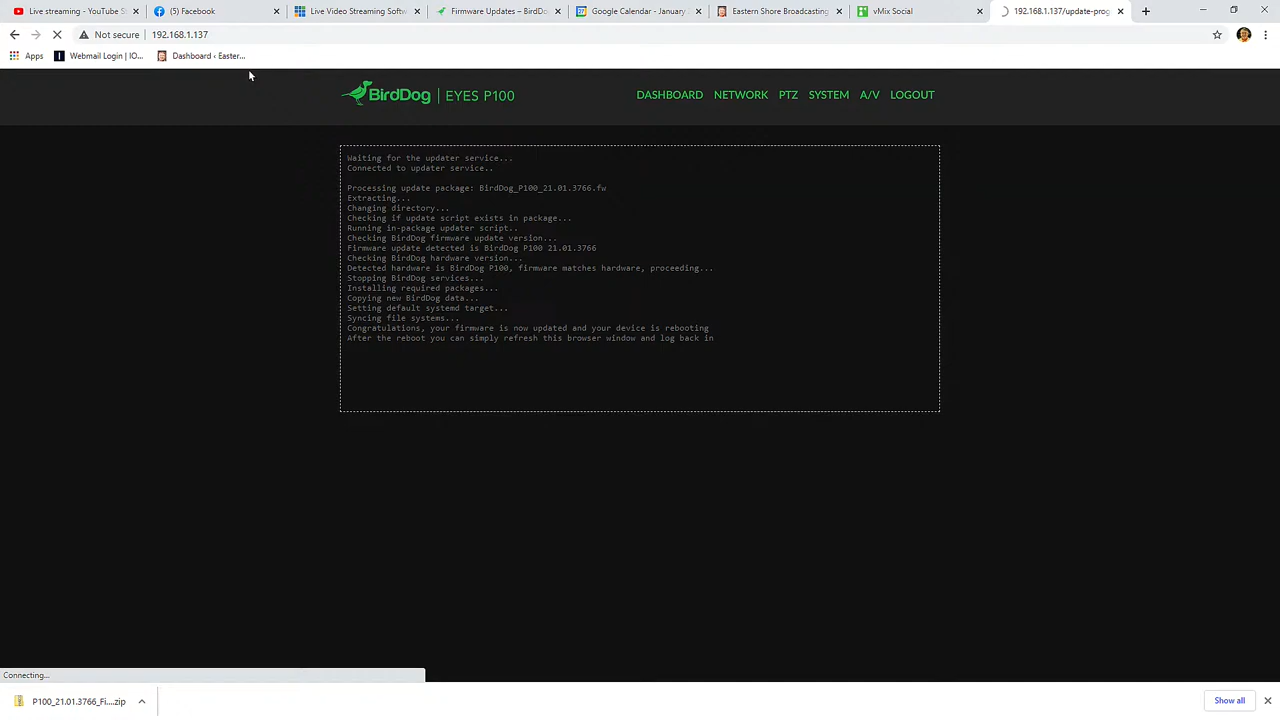 Live streaming - YouTube S
(5) Facebook
Live Video Streaming Softw
Firmware Updates – BirdDo
Google Calendar - January
Eastern Shore Broadcasting
vMix Social
192.168.1.137/update-prog
Not secure
192.168.1.137
Apps
Webmail Login | IO...
Dashboard ‹ Easter...
BirdDog | EYES P100
DASHBOARD NETWORK PTZ SYSTEM A/V LOGOUT
Waiting for the updater service...
Connected to updater service..
Processing update package: BirdDog_P100_21.01.3766.fw
Extracting...
Changing directory...
Checking if update script exists in package...
Running in-package updater script..
Checking BirdDog firmware update version...
Firmware update detected is BirdDog P100 21.01.3766
Checking BirdDog hardware version...
Detected hardware is BirdDog P100, firmware matches hardware, proceeding...
Stopping BirdDog services...
Installing required packages...
Copying new BirdDog data...
Setting default systemd target...
Syncing file systems...
Congratulations, your firmware is now updated and your device is rebooting
After the reboot you can simply refresh this browser window and log back in
Connecting...
P100_21.01.3766_Fi....zip
Show all